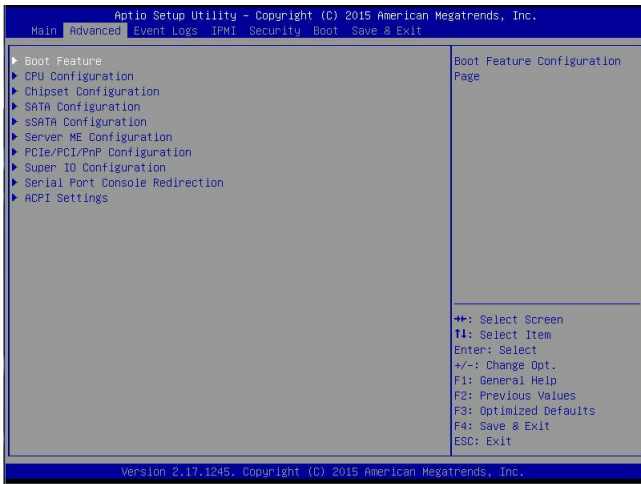 Aptio Setup Utility – Copyright (C) 2015 American Megatrends, Inc.
Main Advanced Event Logs IPMI Security Boot Save & Exit
▶ Boot Feature
▶ CPU Configuration
▶ Chipset Configuration
▶ SATA Configuration
▶ sSATA Configuration
▶ Server ME Configuration
▶ PCIe/PCI/PnP Configuration
▶ Super IO Configuration
▶ Serial Port Console Redirection
▶ ACPI Settings
Boot Feature Configuration
Page
→←: Select Screen
↑↓: Select Item
Enter: Select
+/-: Change Opt.
F1: General Help
F2: Previous Values
F3: Optimized Defaults
F4: Save & Exit
ESC: Exit
Version 2.17.1245. Copyright (C) 2015 American Megatrends, Inc.